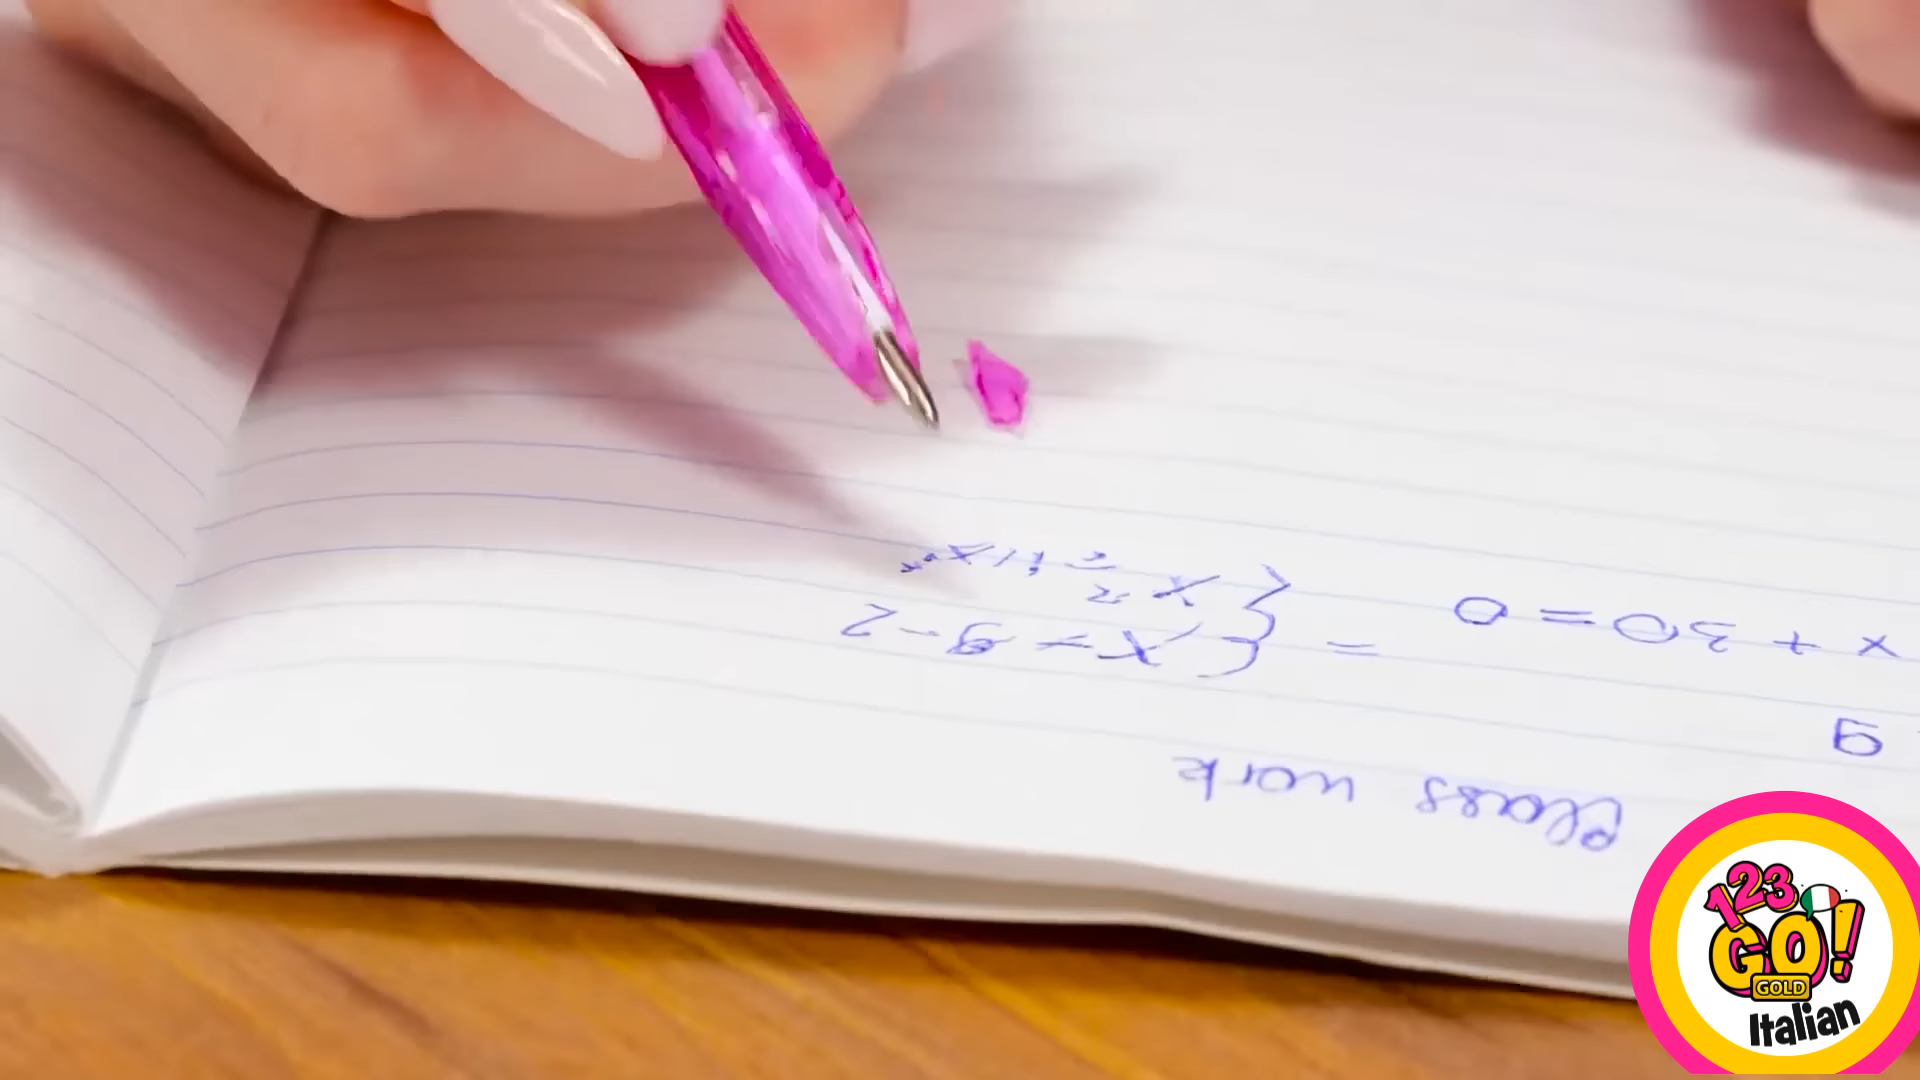 Class work
9
x + 30 = 0 = { x - y - 2
123
GO!
GOLD
Italian